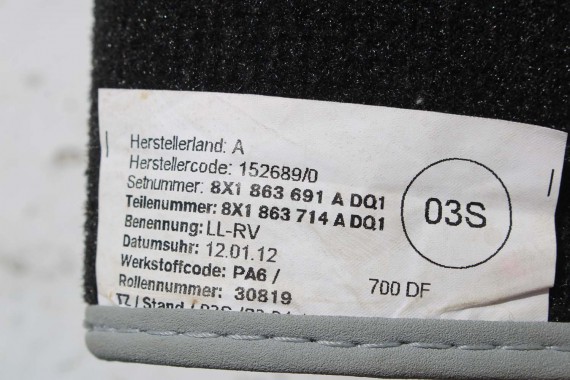 Herstellerland: A
Herstellercode: 152689/0
Setnummer: 8X1 863 691 A DQ1
Teilenummer: 8X1 863 714 A DQ1
Benennung: LL-RV
Datumsuhr: 12.01.12
Werkstoffcode: PA6 /
Rollennummer: 30819
700 DF
/ Stand /
03S